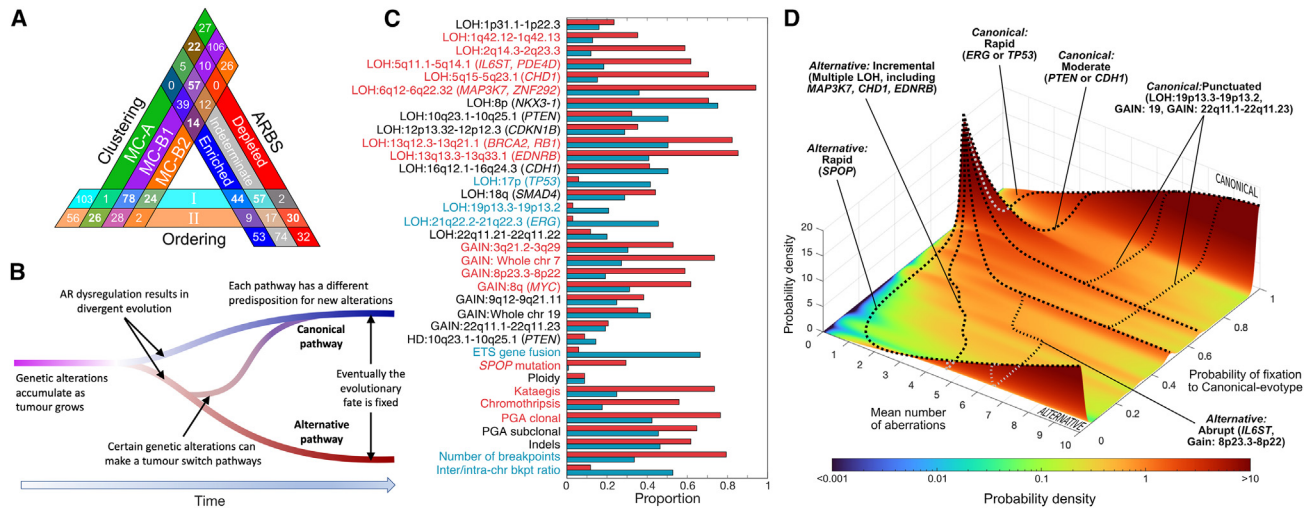 A
27
22
106
5
10
26
0
57
0
39
12
14
Clustering
MC-A
MC-B1
MC-B2
ARBS
Depleted
Indeterminate
Enriched
103
1
78
24
I
44
57
2
56
26
28
2
II
9
17
30
Ordering
53
74
32
B
AR dysregulation results in
divergent evolution
Each pathway has a different
predisposition for new alterations
Canonical
pathway
Genetic alterations
accumulate as
tumour grows
Eventually the
evolutionary
fate is fixed
Alternative
pathway
Certain genetic alterations can
make a tumour switch pathways
Time
C
LOH:1p31.1-1p22.3
LOH:1q42.12-1q42.13
LOH:2q14.3-2q23.3
LOH:5q11.1-5q14.1 (IL6ST, PDE4D)
LOH:5q15-5q23.1 (CHD1)
LOH:6q12-6q22.32 (MAP3K7, ZNF292)
LOH:8p (NKX3-1)
LOH:10q23.1-10q25.1 (PTEN)
LOH:12p13.32-12p12.3 (CDKN1B)
LOH:13q12.3-13q21.1 (BRCA2, RB1)
LOH:13q13.3-13q33.1 (EDNRB)
LOH:16q12.1-16q24.3 (CDH1)
LOH:17p (TP53)
LOH:18q (SMAD4)
LOH:19p13.3-19p13.2
LOH:21q22.2-21q22.3 (ERG)
LOH:22q11.21-22q11.22
GAIN:3q21.2-3q29
GAIN: Whole chr 7
GAIN:8p23.3-8p22
GAIN:8q (MYC)
GAIN:9q12-9q21.11
GAIN:Whole chr 19
GAIN:22q11.1-22q11.23
HD:10q23.1-10q25.1 (PTEN)
ETS gene fusion
SPOP mutation
Ploidy
Kataegis
Chromothripsis
PGA clonal
PGA subclonal
Indels
Number of breakpoints
Inter/intra-chr bkpt ratio
0 0.2 0.4 0.6 0.8 1
Proportion
D
Canonical:
Rapid
(ERG or TP53)
Canonical:
Moderate
(PTEN or CDH1)
Alternative: Incremental
(Multiple LOH, including
MAP3K7, CHD1, EDNRB)
Canonical:Punctuated
(LOH:19p13.3-19p13.2,
GAIN: 19, GAIN: 22q11.1-22q11.23)
Alternative:
Rapid
(SPOP)
CANONICAL
20
15
10
5
0
Probability density
0 1 2 3 4 5 6 7 8 9 10
Mean number
of aberrations
ALTERNATIVE
0 0.2 0.4 0.6 0.8 1
Probability of fixation
to Canonical-evotype
Alternative:
Abrupt (IL6ST,
Gain: 8p23.3-8p22)
<0.001 0.01 0.1 1 >10
Probability density